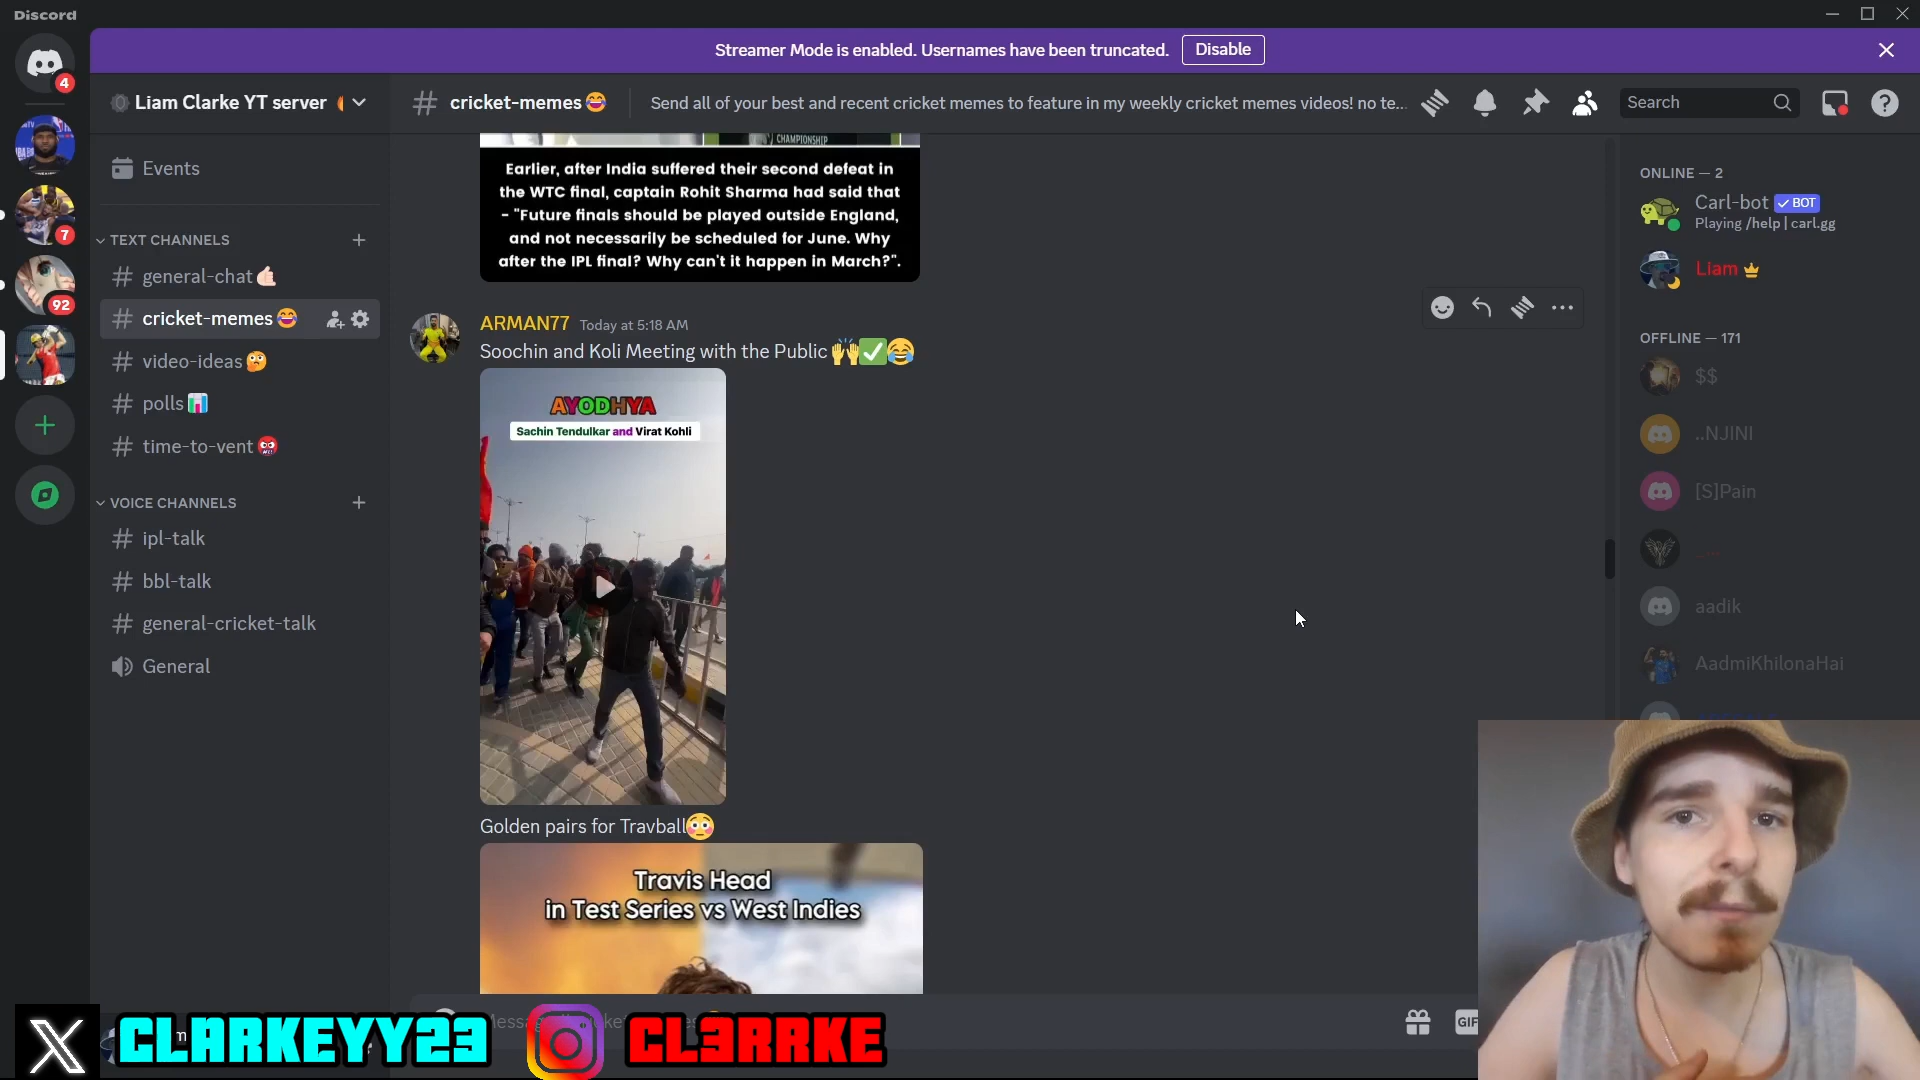 Discord
Streamer Mode is enabled. Usernames have been truncated.
Disable
4
7
92
Liam Clarke YT server
Events
TEXT CHANNELS
general-chat🤙🏻
cricket-memes😂
video-ideas🤔
polls📊
time-to-vent🤬
VOICE CHANNELS
ipl-talk
bbl-talk
general-cricket-talk
General
# cricket-memes😂
Send all of your best and recent cricket memes to feature in my weekly cricket memes videos! no te...
Search
CHAMPIONSHIP
Earlier, after India suffered their second defeat in
the WTC final, captain Rohit Sharma had said that
- "Future finals should be played outside England,
and not necessarily be scheduled for June. Why
after the IPL final? Why can't it happen in March?".
ARMAN77 Today at 5:18 AM
Soochin and Koli Meeting with the Public 🙌✅😂
AYODHYA
Sachin Tendulkar and Virat Kohli
Golden pairs for Travball😳
Travis Head
in Test Series vs West Indies
GIF
ONLINE — 2
Carl-bot ✓ BOT
Playing /help | carl.gg
Liam
OFFLINE — 171
$$
..NJINI
[S]Pain
_...
aadik
AadmiKhilonaHai
X CLARKEYY23
CL3RRKE